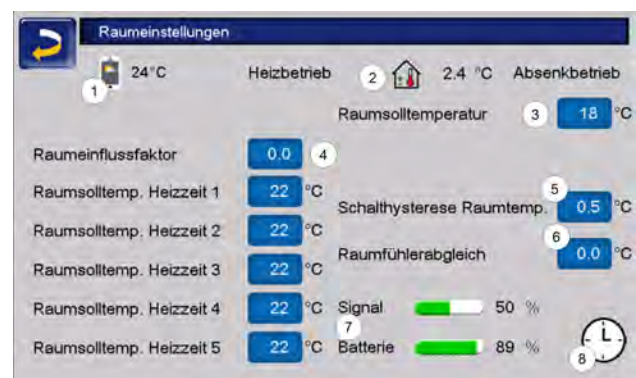 Raumeinstellungen
1 24°C Heizbetrieb 2 2.4 °C Absenkbetrieb
Raumsolltemperatur 3 18 °C
Raumeinflussfaktor 0.0 4
Raumsolltemp. Heizzeit 1 22 °C
5
Schalthysterese Raumtemp. 0.5 °C
Raumsolltemp. Heizzeit 2 22 °C
6
Raumfühlerabgleich 0.0 °C
Raumsolltemp. Heizzeit 3 22 °C
Raumsolltemp. Heizzeit 4 22 °C Signal 50 %
7
Raumsolltemp. Heizzeit 5 22 °C Batterie 89 %
8